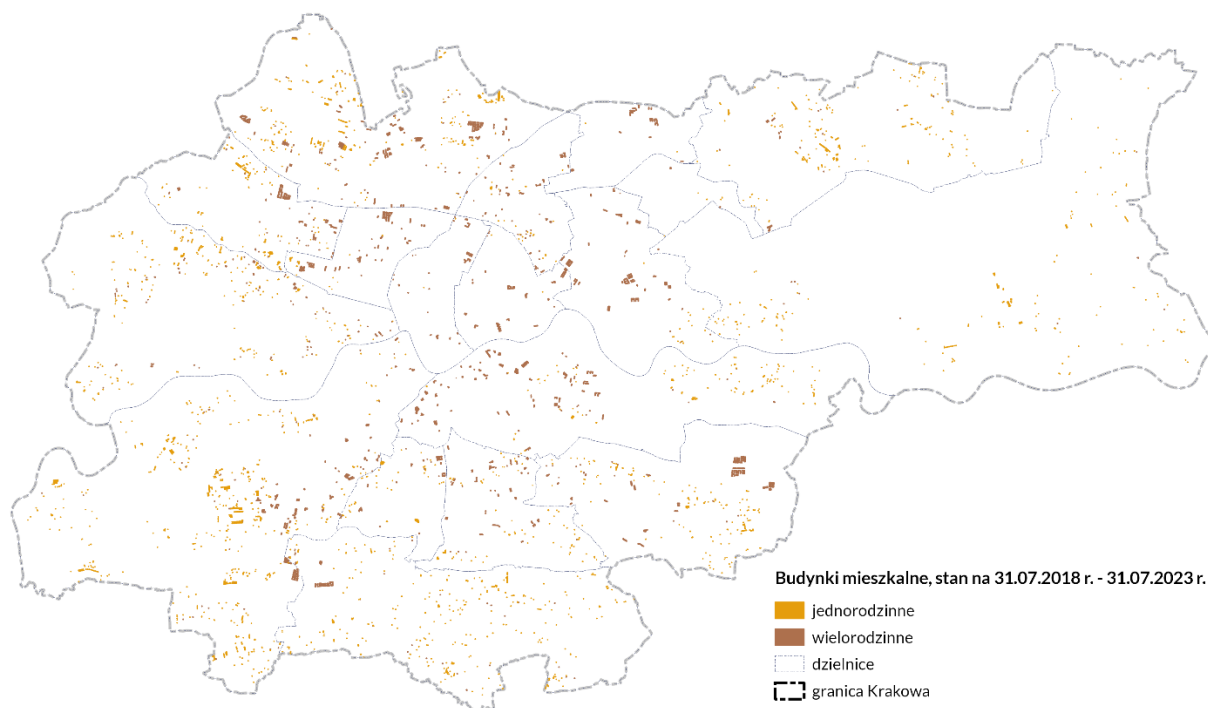 Budynki mieszkalne, stan na 31.07.2018 r. - 31.07.2023 r.
jednorodzinne
wielorodzinne
dzielnice
granica Krakowa